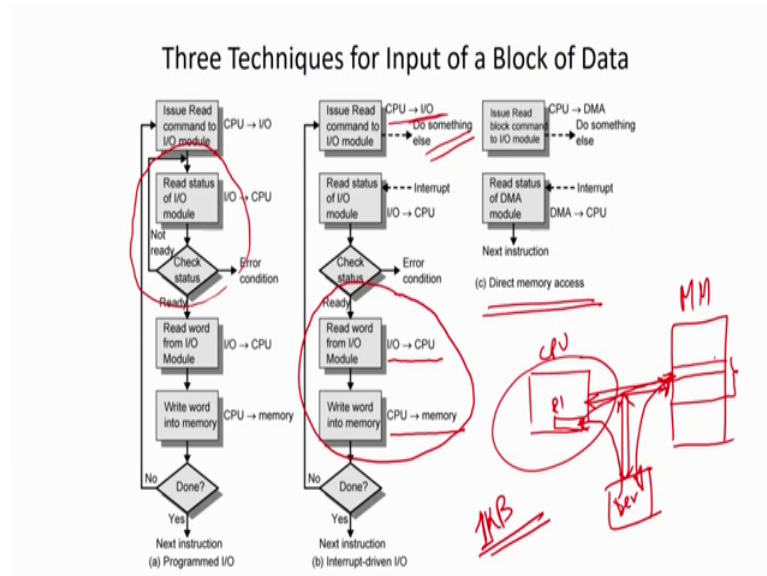 Three Techniques for Input of a Block of Data
Issue Read
command to
I/O module
CPU → I/O
Read status
of I/O
module
I/O → CPU
Not
ready
Check
status
Error
condition
Ready
Read word
from I/O
Module
I/O → CPU
Write word
into memory
CPU → memory
No
Done?
Yes
Next instruction
(a) Programmed I/O
Issue Read
command to
I/O module
CPU → I/O
Do something
else
Read status
of I/O
module
Interrupt
I/O → CPU
Check
status
Error
condition
Ready
Read word
from I/O
Module
I/O → CPU
Write word
into memory
CPU → memory
No
Done?
Yes
Next instruction
(b) Interrupt-driven I/O
Issue Read
block command
to I/O module
CPU → DMA
Do something
else
Read status
of DMA
module
Interrupt
DMA → CPU
Next instruction
(c) Direct memory access
MM
CPU
R1
Dev
1KB